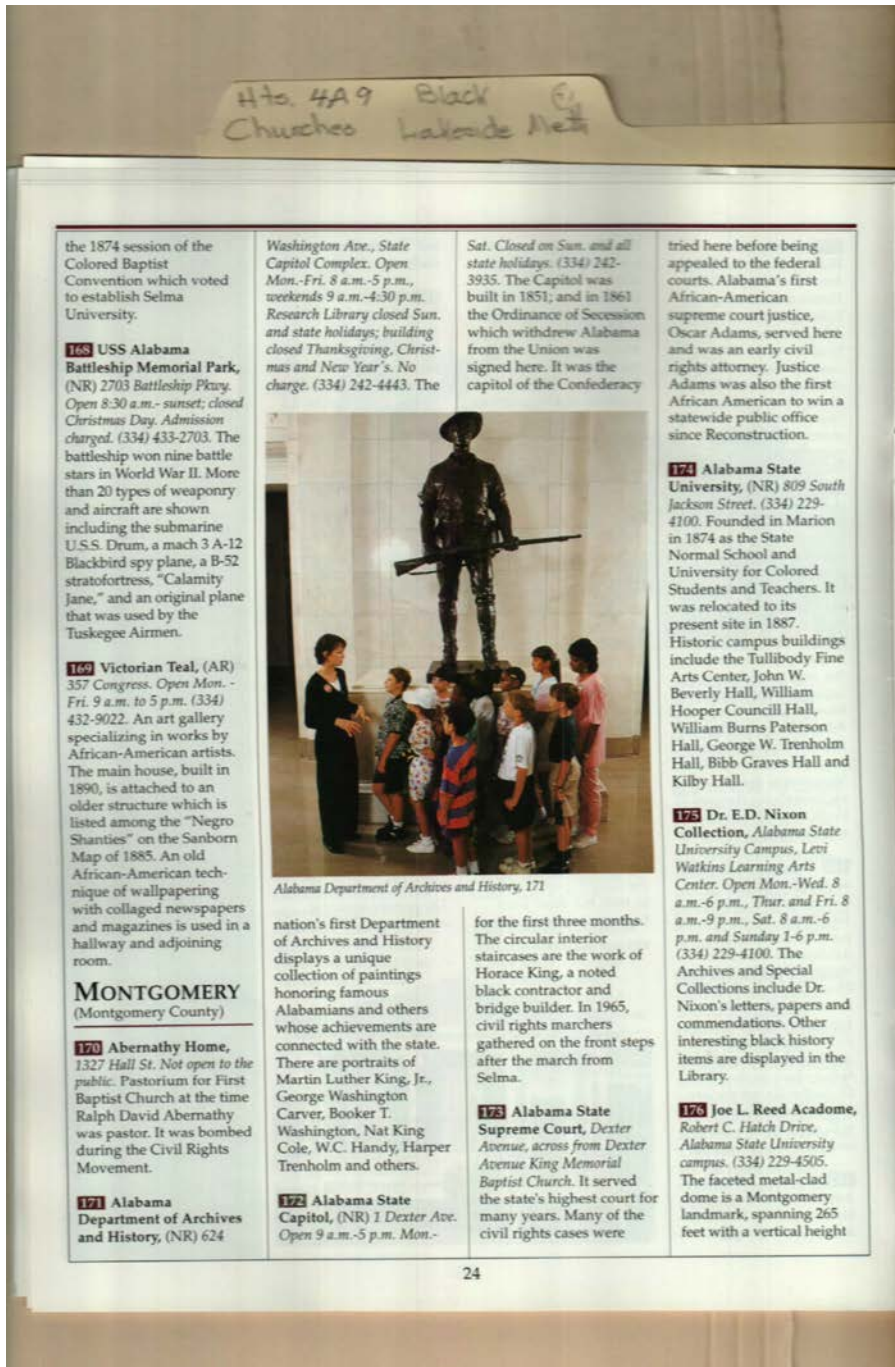 Hts. 4A9 Black
Churches Lakeside Meth
the 1874 session of the
Colored Baptist
Convention which voted
to establish Selma
University.
168 USS Alabama
Battleship Memorial Park,
(NR) 2703 Battleship Pkwy.
Open 8:30 a.m.- sunset; closed
Christmas Day. Admission
charged. (334) 433-2703. The
battleship won nine battle
stars in World War II. More
than 20 types of weaponry
and aircraft are shown
including the submarine
U.S.S. Drum, a mach 3 A-12
Blackbird spy plane, a B-52
stratofortress, "Calamity
Jane," and an original plane
that was used by the
Tuskegee Airmen.
169 Victorian Teal, (AR)
357 Congress. Open Mon. -
Fri. 9 a.m. to 5 p.m. (334)
432-9022. An art gallery
specializing in works by
African-American artists.
The main house, built in
1890, is attached to an
older structure which is
listed among the "Negro
Shanties" on the Sanborn
Map of 1885. An old
African-American tech-
nique of wallpapering
with collaged newspapers
and magazines is used in a
hallway and adjoining
room.
MONTGOMERY
(Montgomery County)
170 Abernathy Home,
1327 Hall St. Not open to the
public. Pastorium for First
Baptist Church at the time
Ralph David Abernathy
was pastor. It was bombed
during the Civil Rights
Movement.
171 Alabama
Department of Archives
and History, (NR) 624
Washington Ave., State
Capitol Complex. Open
Mon.-Fri. 8 a.m.-5 p.m.,
weekends 9 a.m.-4:30 p.m.
Research Library closed Sun.
and state holidays; building
closed Thanksgiving, Christ-
mas and New Year's. No
charge. (334) 242-4443. The
Alabama Department of Archives and History, 171
nation's first Department
of Archives and History
displays a unique
collection of paintings
honoring famous
Alabamians and others
whose achievements are
connected with the state.
There are portraits of
Martin Luther King, Jr.,
George Washington
Carver, Booker T.
Washington, Nat King
Cole, W.C. Handy, Harper
Trenholm and others.
172 Alabama State
Capitol, (NR) 1 Dexter Ave.
Open 9 a.m.-5 p.m. Mon.-
Sat. Closed on Sun. and all
state holidays. (334) 242-
3935. The Capitol was
built in 1851; and in 1861
the Ordinance of Secession
which withdrew Alabama
from the Union was
signed here. It was the
capitol of the Confederacy
for the first three months.
The circular interior
staircases are the work of
Horace King, a noted
black contractor and
bridge builder. In 1965,
civil rights marchers
gathered on the front steps
after the march from
Selma.
173 Alabama State
Supreme Court, Dexter
Avenue, across from Dexter
Avenue King Memorial
Baptist Church. It served
the state's highest court for
many years. Many of the
civil rights cases were
tried here before being
appealed to the federal
courts. Alabama's first
African-American
supreme court justice,
Oscar Adams, served here
and was an early civil
rights attorney. Justice
Adams was also the first
African American to win a
statewide public office
since Reconstruction.
174 Alabama State
University, (NR) 809 South
Jackson Street. (334) 229-
4100. Founded in Marion
in 1874 as the State
Normal School and
University for Colored
Students and Teachers. It
was relocated to its
present site in 1887.
Historic campus buildings
include the Tullibody Fine
Arts Center, John W.
Beverly Hall, William
Hooper Councill Hall,
William Burns Paterson
Hall, George W. Trenholm
Hall, Bibb Graves Hall and
Kilby Hall.
175 Dr. E.D. Nixon
Collection, Alabama State
University Campus, Levi
Watkins Learning Arts
Center. Open Mon.-Wed. 8
a.m.-6 p.m., Thur. and Fri. 8
a.m.-9 p.m., Sat. 8 a.m.-6
p.m. and Sunday 1-6 p.m.
(334) 229-4100. The
Archives and Special
Collections include Dr.
Nixon's letters, papers and
commendations. Other
interesting black history
items are displayed in the
Library.
176 Joe L. Reed Acadome,
Robert C. Hatch Drive,
Alabama State University
campus. (334) 229-4505.
The faceted metal-clad
dome is a Montgomery
landmark, spanning 265
feet with a vertical height
24